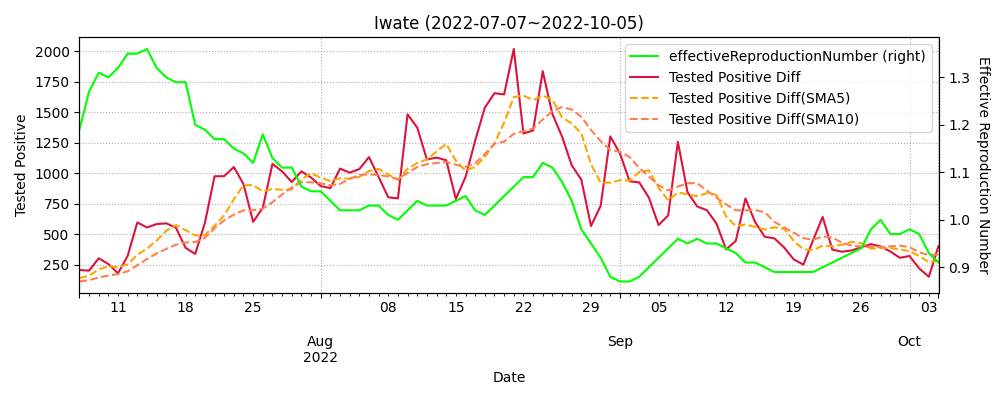 Iwate (2022-07-07~2022-10-05)
effectiveReproductionNumber (right)
Tested Positive Diff
Tested Positive Diff(SMA5)
Tested Positive Diff(SMA10)
Tested Positive
2000
1750
1500
1250
1000
750
500
250
Effective Reproduction Number
1.3
1.2
1.1
1.0
0.9
11 18 25 08 15 22 29 05 12 19 26 03
Aug Sep Oct
2022
Date